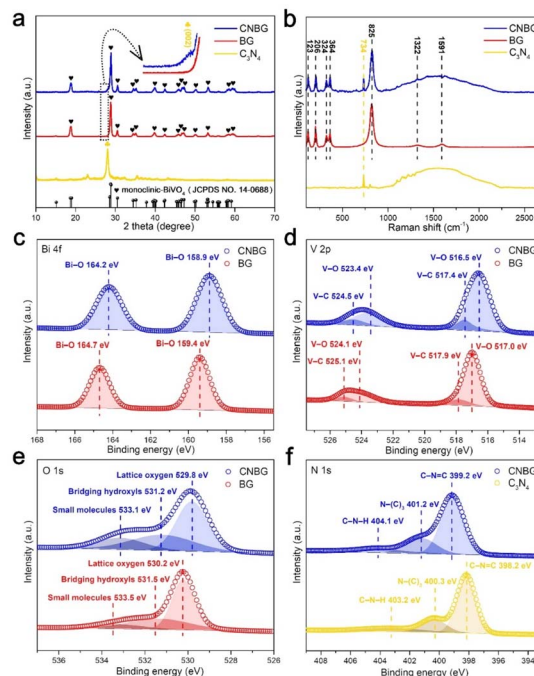 a
CNBG
BG
C₃N₄
(002)
Intensity (a.u.)
monoclinic-BiVO₄ (JCPDS NO. 14-0688)
10 20 30 40 50 60 70
2 theta (degree)
b
123
206
324
364
734
825
1322
1591
CNBG
BG
C₃N₄
Intensity (a.u.)
500 1000 1500 2000 2500
Raman shift (cm⁻¹)
c
Bi 4f
CNBG
BG
Bi–O 164.2 eV
Bi–O 158.9 eV
Bi–O 164.7 eV
Bi–O 159.4 eV
Intensity (a.u.)
168 166 164 162 160 158 156
Binding energy (eV)
d
V 2p
CNBG
BG
V–O 523.4 eV
V–O 516.5 eV
V–C 524.5 eV
V–C 517.4 eV
V–O 524.1 eV
V–O 517.0 eV
V–C 525.1 eV
V–C 517.9 eV
Intensity (a.u.)
526 524 522 520 518 516 514
Binding energy (eV)
e
O 1s
CNBG
BG
Lattice oxygen 529.8 eV
Bridging hydroxyls 531.2 eV
Small molecules 533.1 eV
Lattice oxygen 530.2 eV
Bridging hydroxyls 531.5 eV
Small molecules 533.5 eV
Intensity (a.u.)
536 534 532 530 528 526
Binding energy (eV)
f
N 1s
CNBG
C₃N₄
C–N=C 399.2 eV
N–(C)₃ 401.2 eV
C–N–H 404.1 eV
C–N=C 398.2 eV
N–(C)₃ 400.3 eV
C–N–H 403.2 eV
Intensity (a.u.)
408 406 404 402 400 398 396 394
Binding energy (eV)